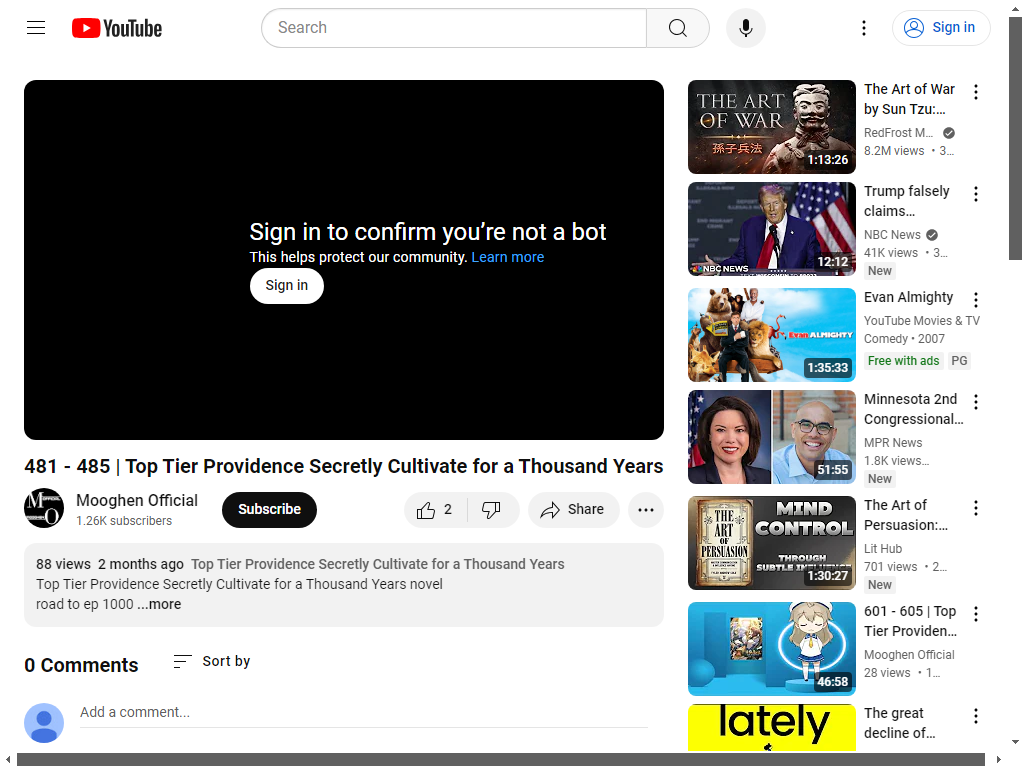 YouTube
Search
Sign in
Sign in to confirm you’re not a bot
This helps protect our community. Learn more
Sign in
481 - 485 | Top Tier Providence Secretly Cultivate for a Thousand Years
Mooghen Official
1.26K subscribers
Subscribe
2
Share
88 views 2 months ago Top Tier Providence Secretly Cultivate for a Thousand Years
Top Tier Providence Secretly Cultivate for a Thousand Years novel
road to ep 1000 ...more
0 Comments
Sort by
Add a comment...
THE ART
OF WAR
孫子兵法
1:13:26
The Art of War
by Sun Tzu:...
RedFrost M...
8.2M views • 3...
NBC NEWS
12:12
Trump falsely
claims...
NBC News
41K views • 3...
New
Evan ALMIGHTY
1:35:33
Evan Almighty
YouTube Movies & TV
Comedy • 2007
Free with ads PG
51:55
Minnesota 2nd
Congressional...
MPR News
1.8K views...
New
THE
ART OF
PERSUASION
MIND
CONTROL
THROUGH
SUBTLE INFLUENCE
1:30:27
The Art of
Persuasion:...
Lit Hub
701 views • 2...
New
46:58
601 - 605 | Top
Tier Providen...
Mooghen Official
28 views • 1...
lately
The great
decline of...